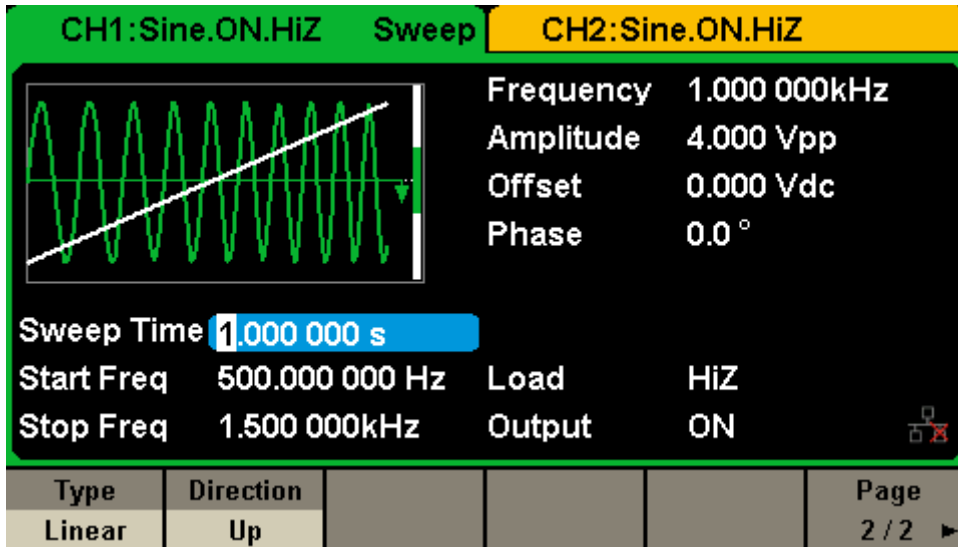 CH1:Sine.ON.HiZ Sweep CH2:Sine.ON.HiZ
Frequency 1.000 000kHz
Amplitude 4.000 Vpp
Offset 0.000 Vdc
Phase 0.0 °
Sweep Time 1.000 000 s
Start Freq 500.000 000 Hz Load HiZ
Stop Freq 1.500 000kHz Output ON
Type Direction Page
Linear Up 2 / 2 ►